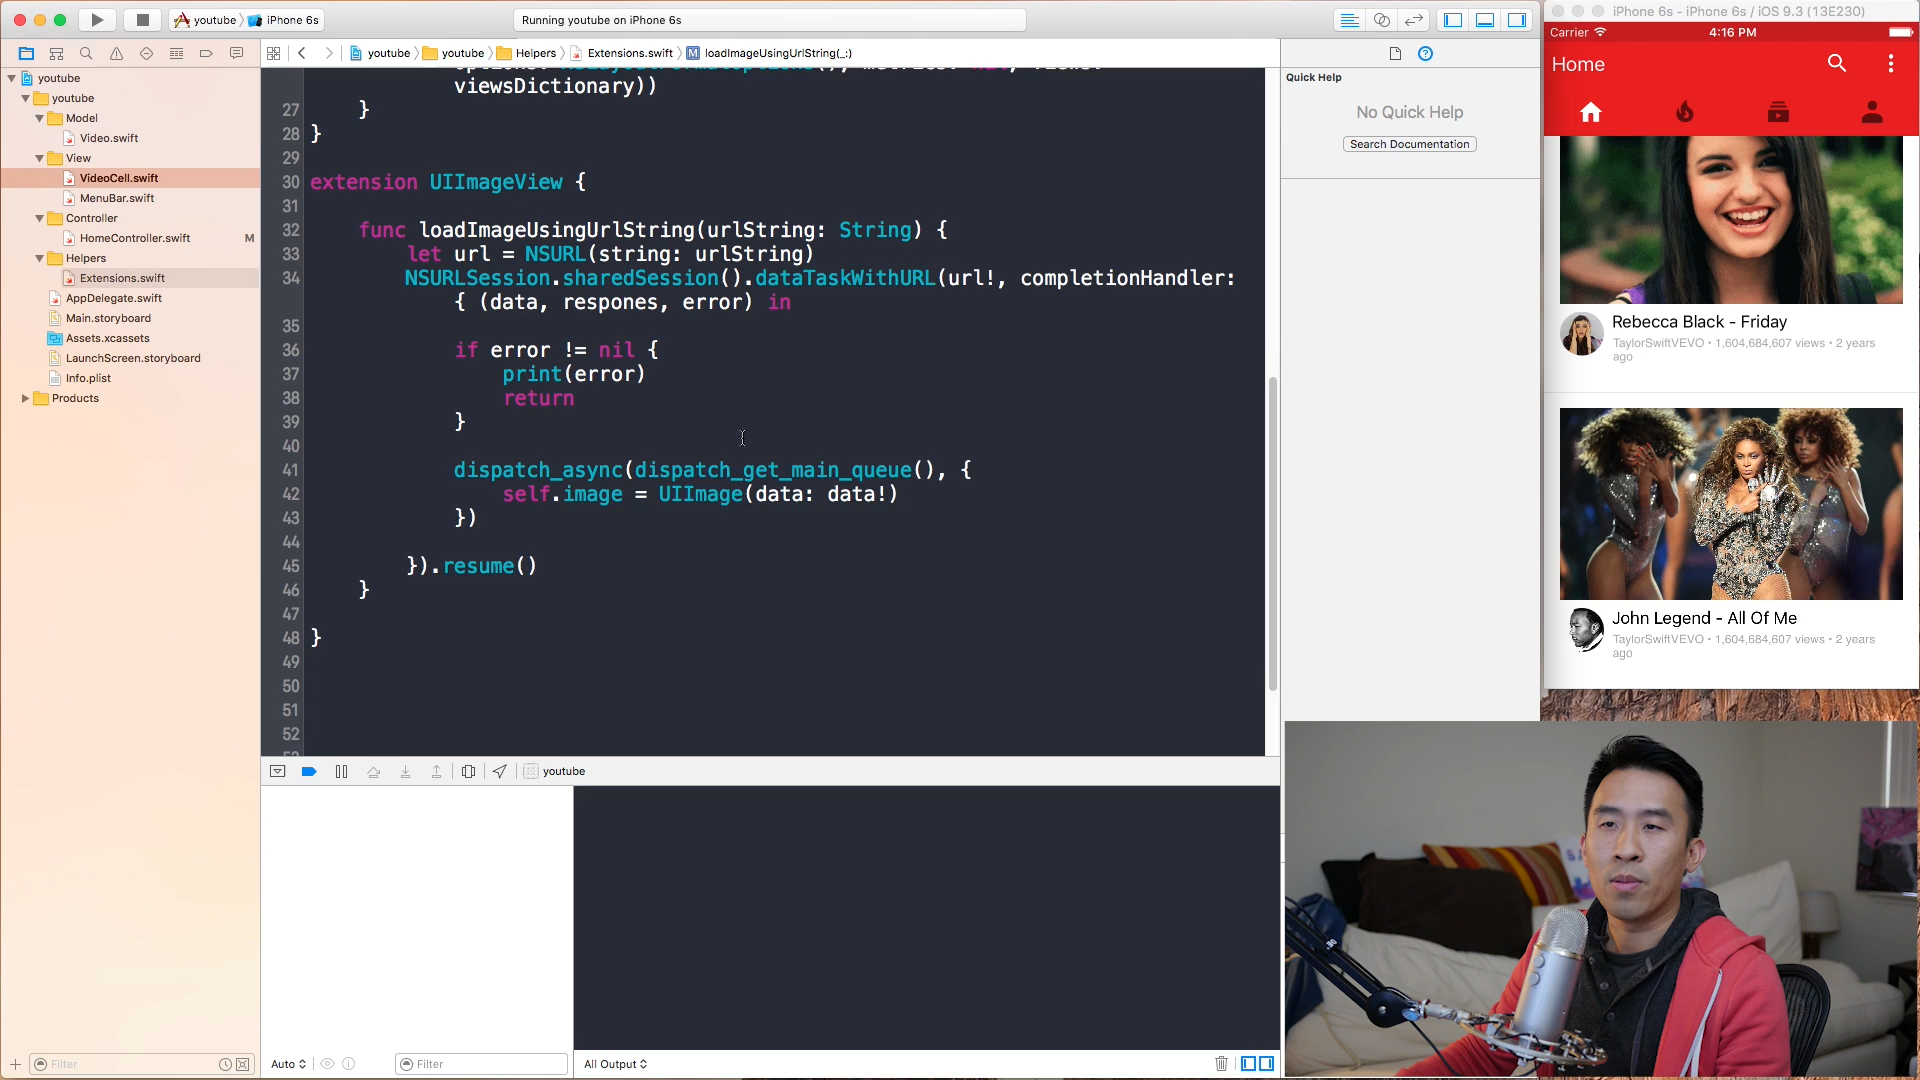 youtube
iPhone 6s
Running youtube on iPhone 6s
youtube
youtube
Helpers
Extensions.swift
M
loadImageUsingUrlString(_:)
youtube
youtube
Model
Video.swift
View
VideoCell.swift
MenuBar.swift
Controller
HomeController.swift
M
Helpers
Extensions.swift
AppDelegate.swift
Main.storyboard
Assets.xcassets
LaunchScreen.storyboard
Info.plist
Products
Filter
viewsDictionary))
27 }
28 }
29
30 extension UIImageView {
31
32 func loadImageUsingUrlString(urlString: String) {
33 let url = NSURL(string: urlString)
34 NSURLSession.sharedSession().dataTaskWithURL(url!, completionHandler:
{ (data, respones, error) in
35
36 if error != nil {
37 print(error)
38 return
39 }
40
41 dispatch_async(dispatch_get_main_queue(), {
42 self.image = UIImage(data: data!)
43 })
44
45 }).resume()
46 }
47
48 }
49
50
51
52
youtube
Auto
Filter
All Output
Quick Help
No Quick Help
Search Documentation
iPhone 6s - iPhone 6s / iOS 9.3 (13E230)
Carrier
4:16 PM
Home
Rebecca Black - Friday
TaylorSwiftVEVO • 1,604,684,607 views • 2 years
ago
John Legend - All Of Me
TaylorSwiftVEVO • 1,604,684,607 views • 2 years
ago